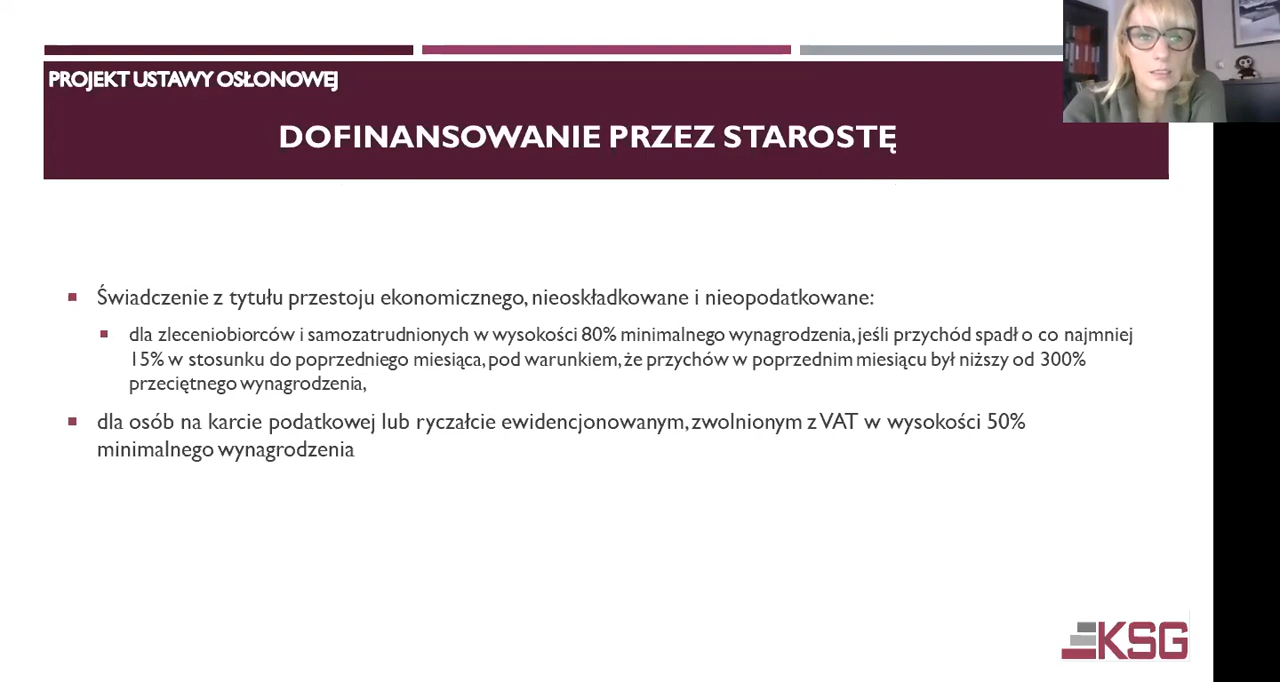 PROJEKT USTAWY OSŁONOWEJ
DOFINANSOWANIE PRZEZ STAROSTĘ
Świadczenie z tytułu przestoju ekonomicznego, nieoskładkowane i nieopodatkowane:
dla zleceniobiorców i samozatrudnionych w wysokości 80% minimalnego wynagrodzenia, jeśli przychód spadł o co najmniej
15% w stosunku do poprzedniego miesiąca, pod warunkiem, że przychów w poprzednim miesiącu był niższy od 300%
przeciętnego wynagrodzenia,
dla osób na karcie podatkowej lub ryczałcie ewidencjonowanym, zwolnionym z VAT w wysokości 50%
minimalnego wynagrodzenia
KSG